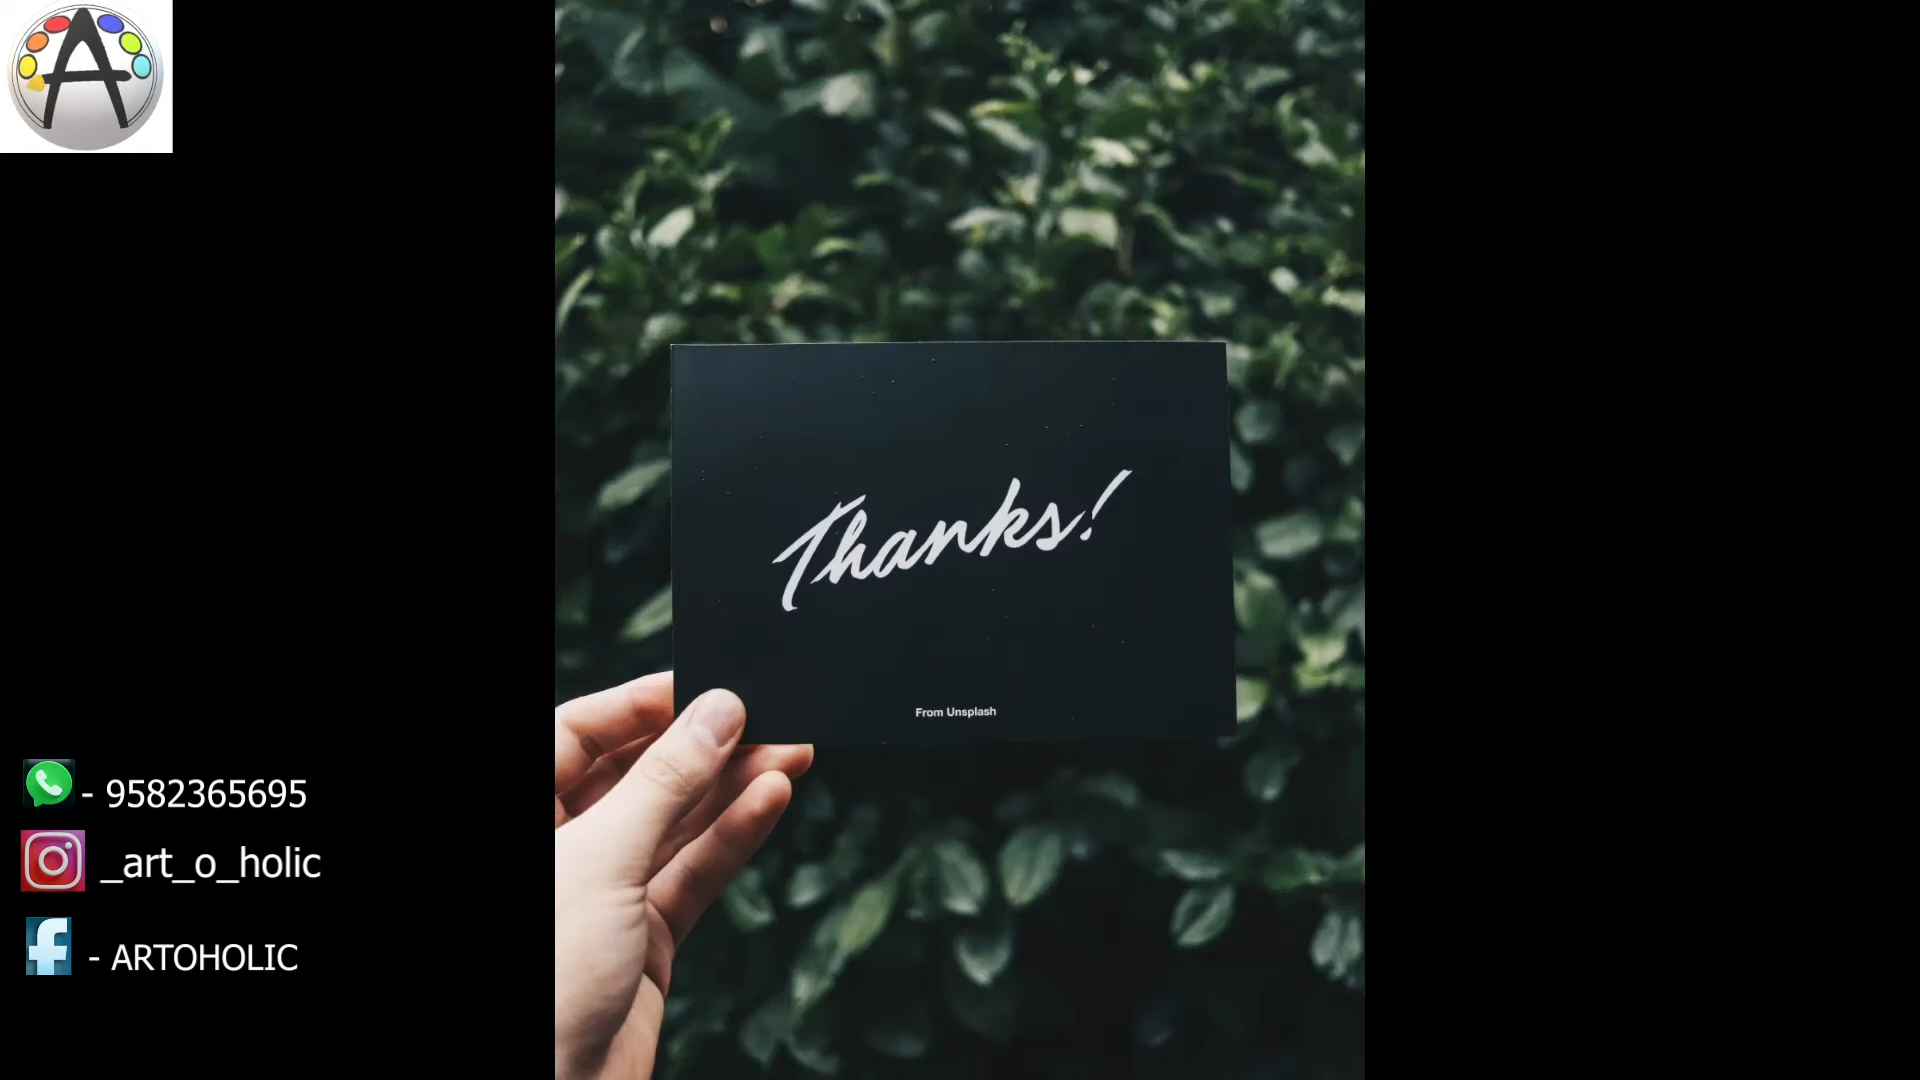 A
Thanks!
From Unsplash
- 9582365695
_art_o_holic
- ARTOHOLIC